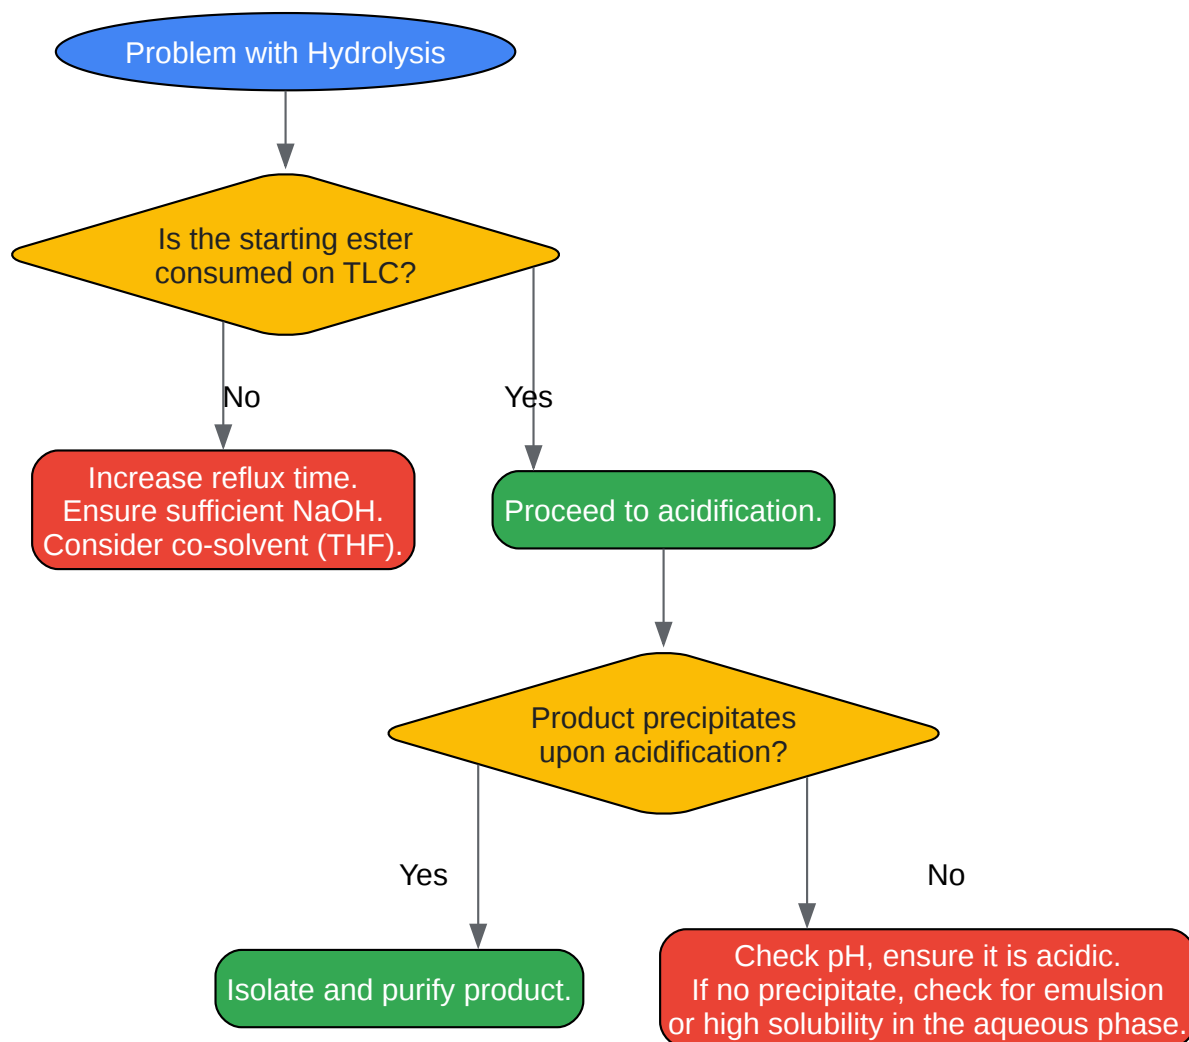 Problem with Hydrolysis
Is the starting ester
consumed on TLC?
No
Yes
Increase reflux time.
Ensure sufficient NaOH.
Consider co-solvent (THF).
Proceed to acidification.
Product precipitates
upon acidification?
Yes
No
Isolate and purify product.
Check pH, ensure it is acidic.
If no precipitate, check for emulsion
or high solubility in the aqueous phase.